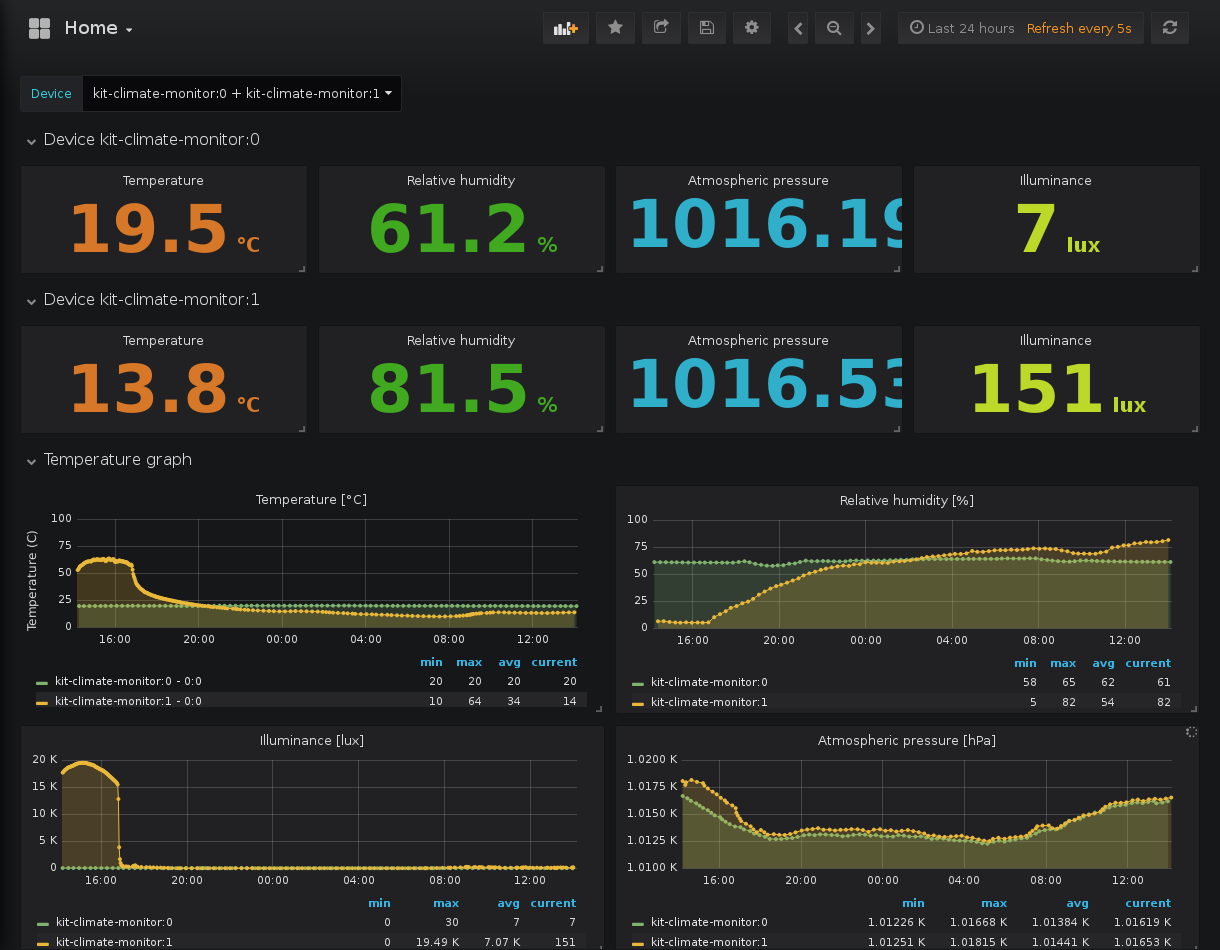 Home
Last 24 hours Refresh every 5s
Device kit-climate-monitor:0 + kit-climate-monitor:1
Device kit-climate-monitor:0
Temperature Relative humidity Atmospheric pressure Illuminance
19.5 °C 61.2 % 1016.19 7 lux
Device kit-climate-monitor:1
Temperature Relative humidity Atmospheric pressure Illuminance
13.8 °C 81.5 % 1016.53 151 lux
Temperature graph
Temperature [°C]
Temperature (C)
100
75
50
25
0
16:00 20:00 00:00 04:00 08:00 12:00
min max avg current
kit-climate-monitor:0 - 0:0 20 20 20 20
kit-climate-monitor:1 - 0:0 10 64 34 14
Relative humidity [%]
100
75
50
25
0
16:00 20:00 00:00 04:00 08:00 12:00
min max avg current
kit-climate-monitor:0 58 65 62 61
kit-climate-monitor:1 5 82 54 82
Illuminance [lux]
20 K
15 K
10 K
5 K
0
16:00 20:00 00:00 04:00 08:00 12:00
min max avg current
kit-climate-monitor:0 0 30 7 7
kit-climate-monitor:1 0 19.49 K 7.07 K 151
Atmospheric pressure [hPa]
1.0200 K
1.0175 K
1.0150 K
1.0125 K
1.0100 K
16:00 20:00 00:00 04:00 08:00 12:00
min max avg current
kit-climate-monitor:0 1.01226 K 1.01668 K 1.01384 K 1.01619 K
kit-climate-monitor:1 1.01251 K 1.01815 K 1.01441 K 1.01653 K